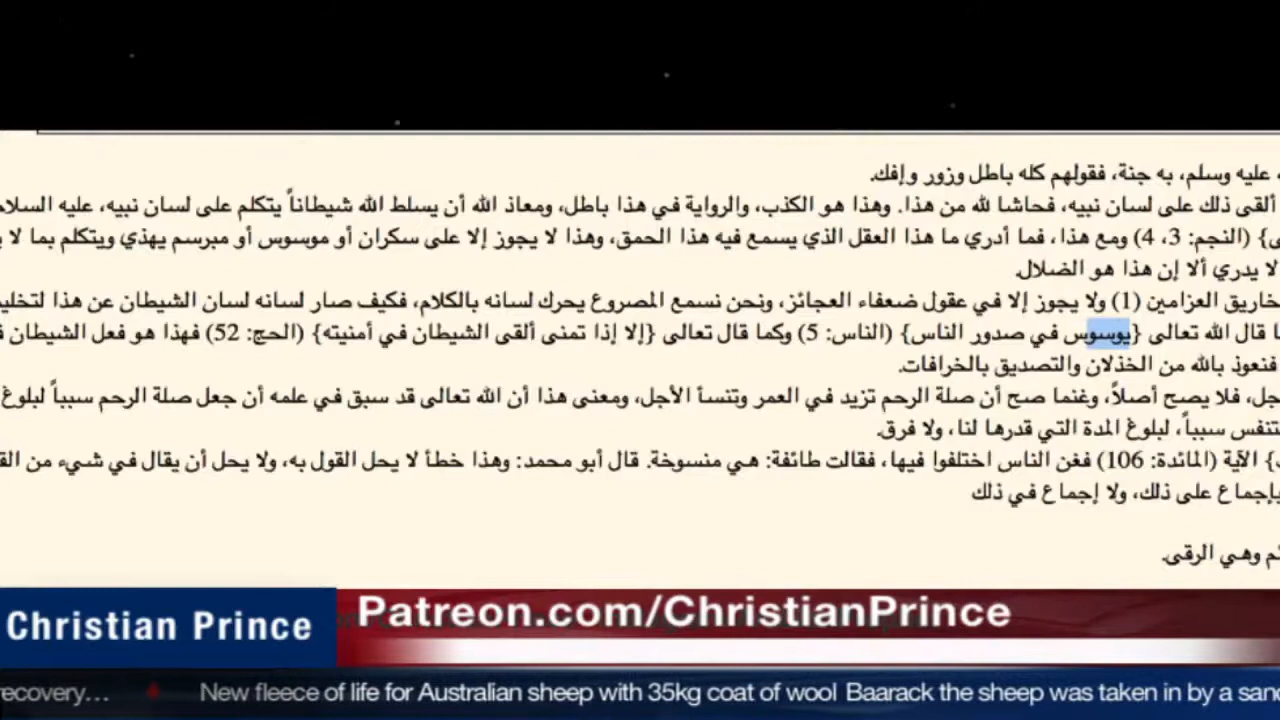 عليه وسلم، به جنة، فقولهم كله باطل وزور وإفك.
ألقى ذلك على لسان نبيه، فحاشا لله من هذا. وهذا هو الكذب، والرواية في هذا باطل، ومعاذ الله أن يسلط الله شيطاناً يتكلم على لسان نبيه، عليه السلام
(النجم: 3، 4) ومع هذا، فما أدري ما هذا العقل الذي يسمع فيه هذا الحمق، وهذا لا يجوز إلا على سكران أو موسوس أو مبرسم يهذي ويتكلم بما لا
لا يدري ألا إن هذا هو الضلال.
خاريق العزامين (1) ولا يجوز إلا في عقول ضعفاء العجائز، ونحن نسمع المصروع يحرك لسانه بالكلام، فكيف صار لسانه لسان الشيطان عن هذا لتخلي
قال الله تعالى {يوسوس في صدور الناس} (الناس: 5) وكما قال تعالى {إلا إذا تمنى ألقى الشيطان في أمنيته} (الحج: 52) فهذا هو فعل الشيطان
فنعوذ بالله من الخذلان والتصديق بالخرافات.
جل، فلا يصح أصلاً، وغنما صح أن صلة الرحم تزيد في العمر وتنسأ الأجل، ومعنى هذا أن الله تعالى قد سبق في علمه أن جعل صلة الرحم سبباً لبلوغ
تنفس سبباً، لبلوغ المدة التي قدرها لنا، ولا فرق.
} الآية (المائدة: 106) فغن الناس اختلفوا فيها، فقالت طائفة: هي منسوخة. قال أبو محمد: وهذا خطأ لا يحل القول به، ولا يحل أن يقال في شيء من
بإجماع على ذلك، ولا إجماع في ذلك
وهي الرقى.
Patreon.com/ChristianPrince
Christian Prince
recovery... New fleece of life for Australian sheep with 35kg coat of wool Baarack the sheep was taken in by a san